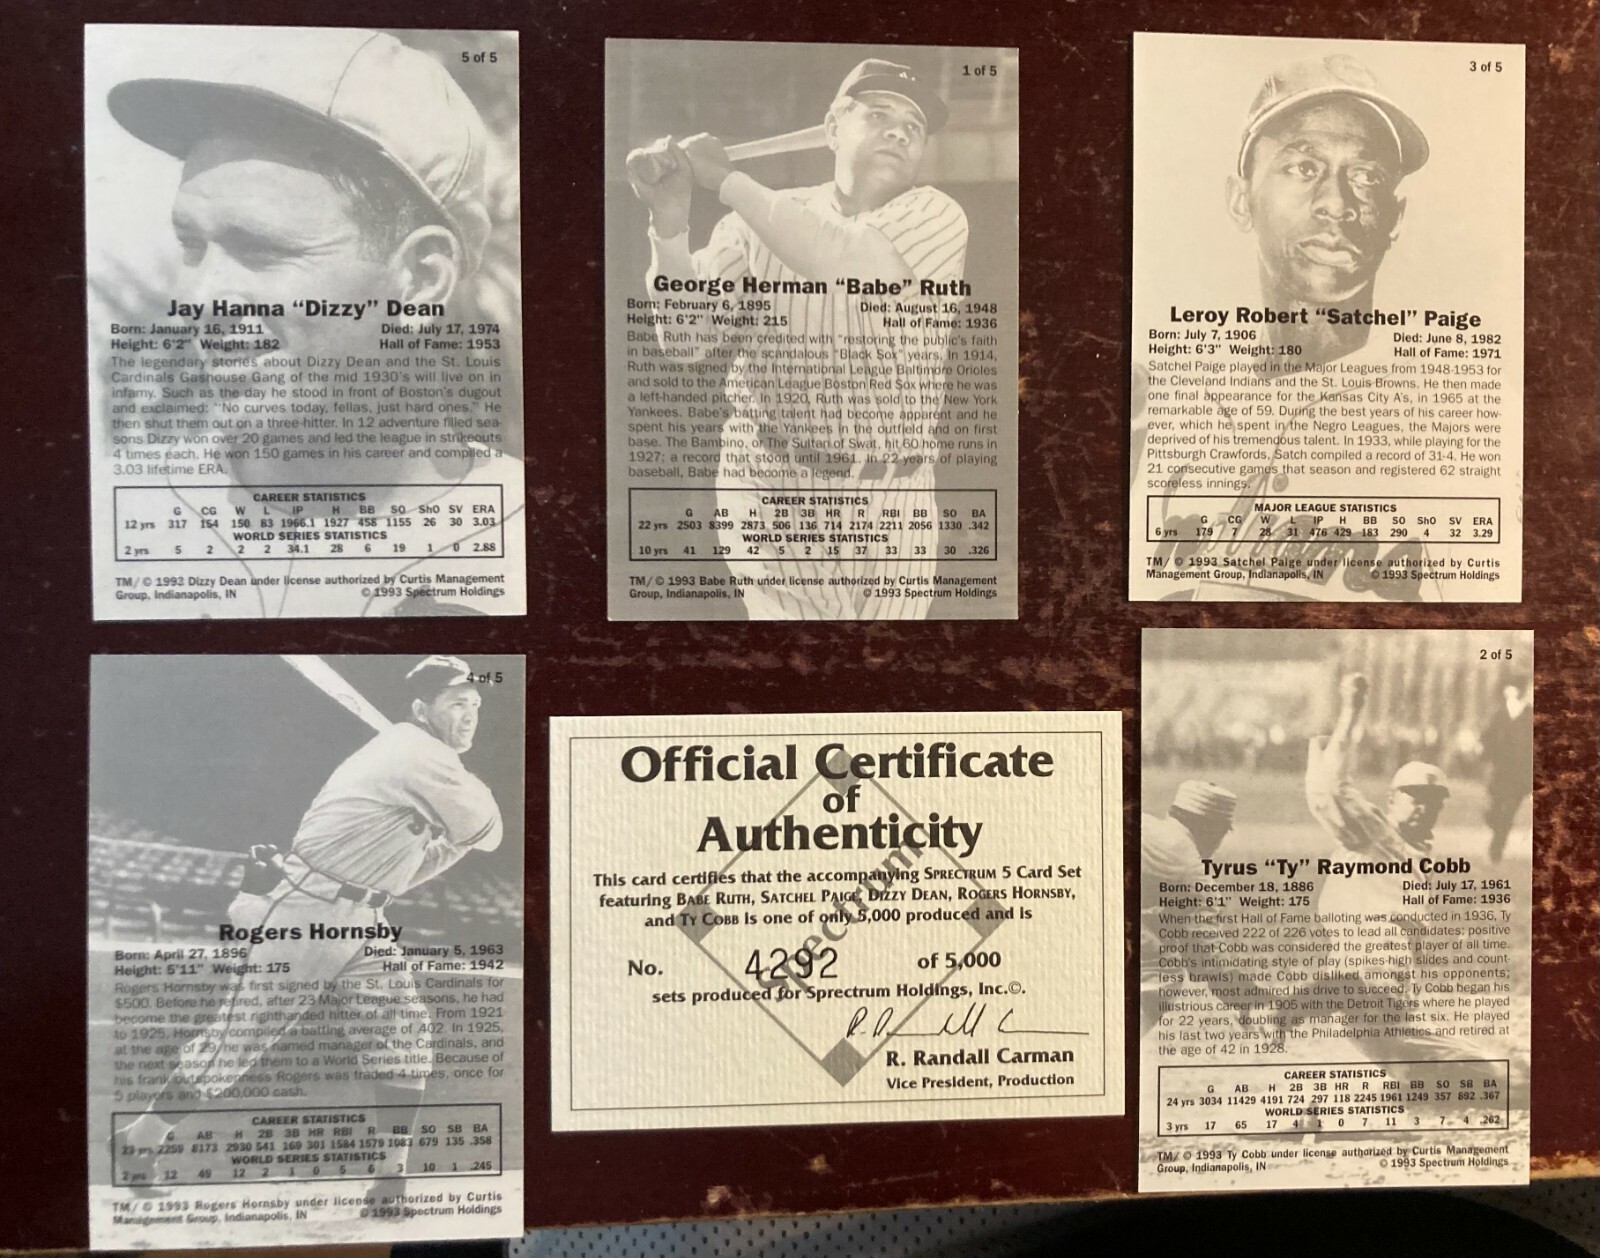 5 of 5
Jay Hanna “Dizzy” Dean
Born: January 16, 1911 Died: July 17, 1974
Height: 6'2" Weight: 182 Hall of Fame: 1953
The legendary stories about Dizzy Dean and the St. Louis
Cardinals Gashouse Gang of the mid 1930's will live on in
infamy. Such as the day he stood in front of Boston's dugout
and exclaimed: "No curves today, fellas, just hard ones." He
then shut them out on a three-hitter. In 12 adventure filled sea-
sons Dizzy won over 20 games and led the league in strikeouts
4 times each. He won 150 games in his career and compiled a
3.03 lifetime ERA.
CAREER STATISTICS
G CG W L IP H BB SO ShO SV ERA
12 yrs 317 154 150 83 1966.1 1927 458 1155 26 30 3.03
WORLD SERIES STATISTICS
2 yrs 5 2 2 2 34.1 28 6 19 1 0 2.88
TM/ © 1993 Dizzy Dean under license authorized by Curtis Management
Group, Indianapolis, IN © 1993 Spectrum Holdings
1 of 5
George Herman “Babe” Ruth
Born: February 6, 1895 Died: August 16, 1948
Height: 6'2" Weight: 215 Hall of Fame: 1936
Babe Ruth has been credited with "restoring the public's faith
in baseball" after the scandalous "Black Sox" years. In 1914,
Ruth was signed by the International League Baltimore Orioles
and sold to the American League Boston Red Sox where he was
a left-handed pitcher. In 1920, Ruth was sold to the New York
Yankees. Babe's batting talent had become apparent and he
spent his years with the Yankees in the outfield and on first
base. The Bambino, or The Sultan of Swat, hit 60 home runs in
1927; a record that stood until 1961. In 22 years of playing
baseball, Babe had become a legend.
CAREER STATISTICS
G AB H 2B 3B HR R RBI BB SO BA
22 yrs 2503 8399 2873 506 136 714 2174 2211 2056 1330 .342
WORLD SERIES STATISTICS
10 yrs 41 129 42 5 2 15 37 33 33 30 .326
TM/ © 1993 Babe Ruth under license authorized by Curtis Management
Group, Indianapolis, IN © 1993 Spectrum Holdings
3 of 5
Leroy Robert “Satchel” Paige
Born: July 7, 1906 Died: June 8, 1982
Height: 6'3" Weight: 180 Hall of Fame: 1971
Satchel Paige played in the Major Leagues from 1948-1953 for
the Cleveland Indians and the St. Louis Browns. He then made
one final appearance for the Kansas City A's, in 1965 at the
remarkable age of 59. During the best years of his career how-
ever, which he spent in the Negro Leagues, the Majors were
deprived of his tremendous talent. In 1933, while playing for the
Pittsburgh Crawfords, Satch compiled a record of 31-4. He won
21 consecutive games that season and registered 62 straight
scoreless innings.
MAJOR LEAGUE STATISTICS
G CG W L IP H BB SO ShO SV ERA
6 yrs 179 7 28 31 476 429 183 290 4 32 3.29
TM/ © 1993 Satchel Paige under license authorized by Curtis
Management Group, Indianapolis, IN © 1993 Spectrum Holdings
4 of 5
Rogers Hornsby
Born: April 27, 1896 Died: January 5, 1963
Height: 5'11" Weight: 175 Hall of Fame: 1942
Rogers Hornsby was first signed by the St. Louis Cardinals for
$500. Before he retired, after 23 Major League seasons, he had
become the greatest righthanded hitter of all time. From 1921
to 1925, Hornsby compiled a batting average of .402. In 1925,
at the age of 29, he was named manager of the Cardinals, and
the next season he led them to a World Series title. Because of
his frank outspokenness Rogers was traded 4 times, once for
5 players and $200,000 cash.
CAREER STATISTICS
G AB H 2B 3B HR RBI R BB SO SB BA
23 yrs 2259 8173 2930 541 169 301 1584 1579 1083 679 135 .358
WORLD SERIES STATISTICS
2 yrs 12 49 12 2 1 0 5 6 3 10 1 .245
TM/ © 1993 Rogers Hornsby under license authorized by Curtis
Management Group, Indianapolis, IN © 1993 Spectrum Holdings
Official Certificate
of
Authenticity
This card certifies that the accompanying SPRECTRUM 5 Card Set
featuring BABE RUTH, SATCHEL PAIGE, DIZZY DEAN, ROGERS HORNSBY,
and TY COBB is one of only 5,000 produced and is
No. 4292 of 5,000
sets produced for Sprectrum Holdings, Inc.©.
Spectrum
R. Randall Carman
Vice President, Production
2 of 5
Tyrus “Ty” Raymond Cobb
Born: December 18, 1886 Died: July 17, 1961
Height: 6'1" Weight: 175 Hall of Fame: 1936
When the first Hall of Fame balloting was conducted in 1936, Ty
Cobb received 222 of 226 votes to lead all candidates; positive
proof that Cobb was considered the greatest player of all time.
Cobb's intimidating style of play (spikes-high slides and count-
less brawls) made Cobb disliked amongst his opponents;
however, most admired his drive to succeed. Ty Cobb began his
illustrious career in 1905 with the Detroit Tigers where he played
for 22 years, doubling as manager for the last six. He played
his last two years with the Philadelphia Athletics and retired at
the age of 42 in 1928.
CAREER STATISTICS
G AB H 2B 3B HR R RBI BB SO SB BA
24 yrs 3034 11429 4191 724 297 118 2245 1961 1249 357 892 .367
WORLD SERIES STATISTICS
3 yrs 17 65 17 4 1 0 7 11 3 7 4 .262
TM/ © 1993 Ty Cobb under license authorized by Curtis Management
Group, Indianapolis, IN © 1993 Spectrum Holdings